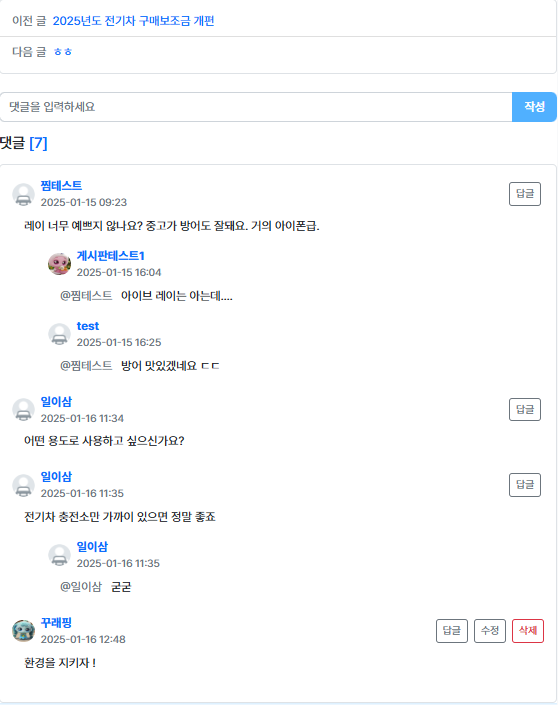 이전 글 2025년도 전기차 구매보조금 개편
다음 글 ㅎㅎ
댓글을 입력하세요 작성
댓글 [7]
찜테스트 답글
2025-01-15 09:23
레이 너무 예쁘지 않나요? 중고가 방어도 잘돼요. 거의 아이폰급.
게시판테스트1
2025-01-15 16:04
@찜테스트 아이브 레이는 아는데....
test
2025-01-15 16:25
@찜테스트 방어 맛있겠네요 ㄷㄷ
일이삼 답글
2025-01-16 11:34
어떤 용도로 사용하고 싶으신가요?
일이삼 답글
2025-01-16 11:35
전기차 충전소만 가까이 있으면 정말 좋죠
일이삼
2025-01-16 11:35
@일이삼 굳굳
꾸래핑 답글 수정 삭제
2025-01-16 12:48
환경을 지키자 !